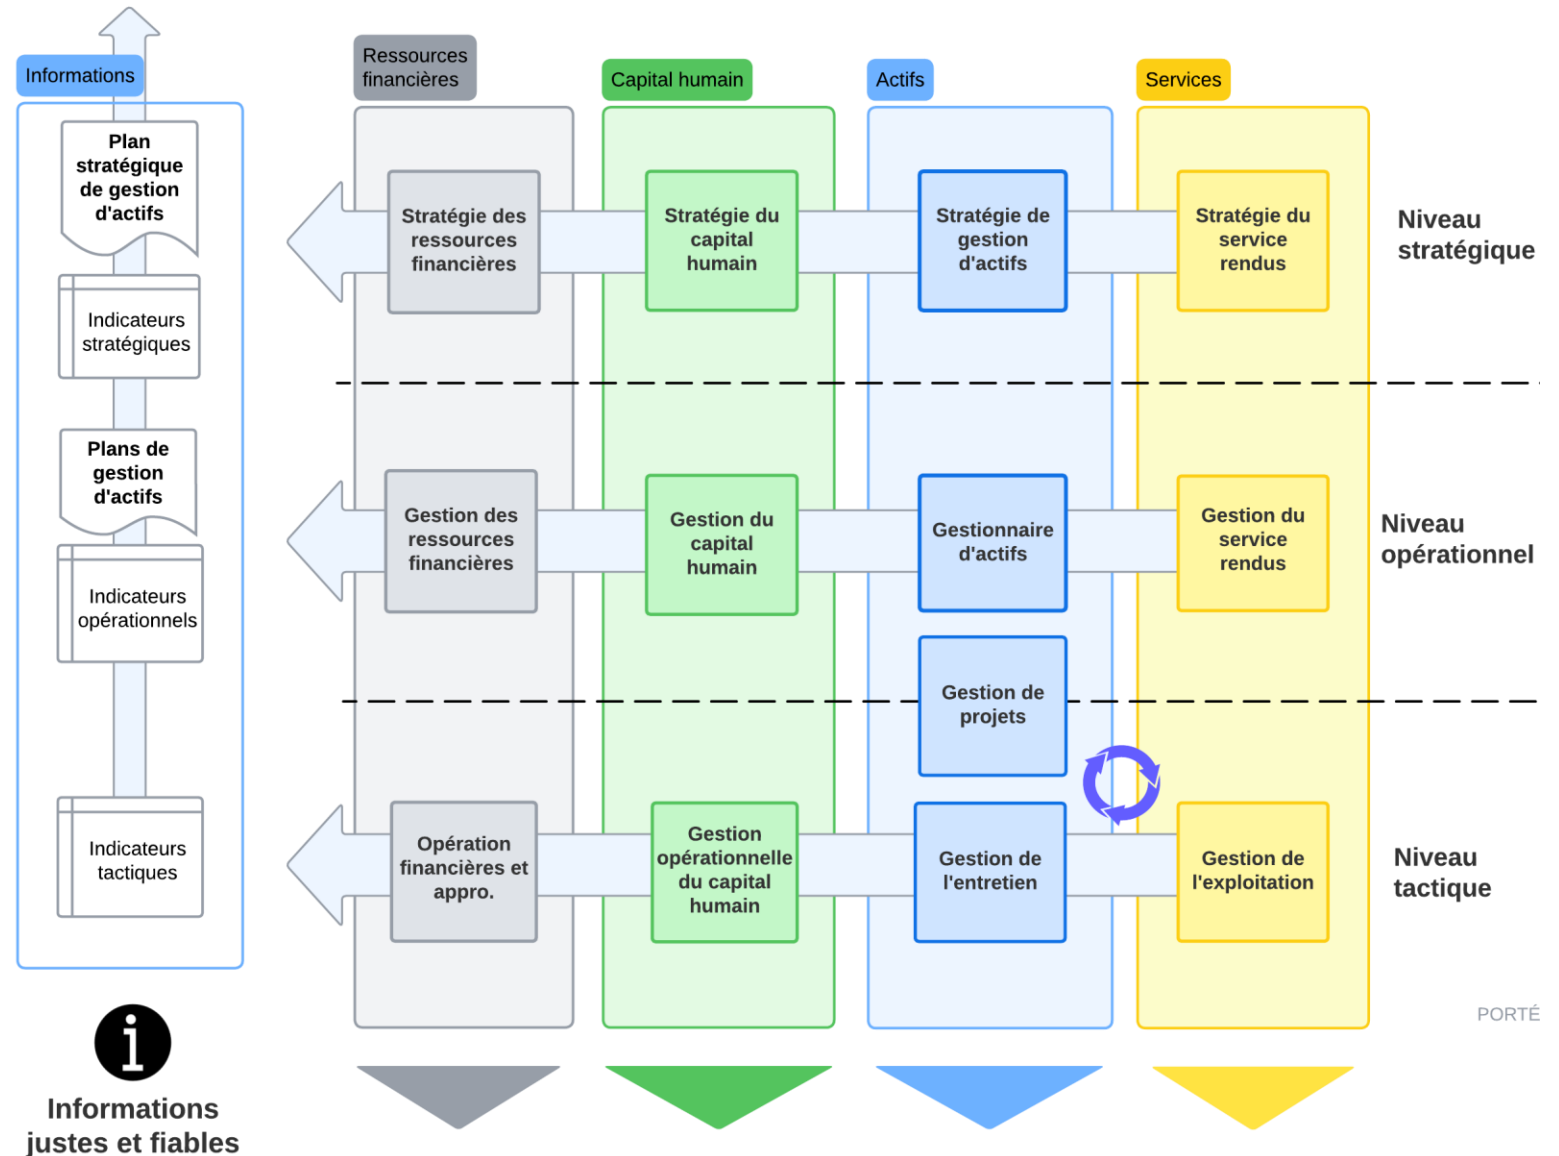 Informations
Plan
stratégique
de gestion
d'actifs
Indicateurs
stratégiques
Plans de
gestion
d'actifs
Indicateurs
opérationnels
Indicateurs
tactiques
Informations
justes et fiables
Ressources
financières
Capital humain
Actifs
Services
Stratégie des
ressources
financières
Stratégie du
capital
humain
Stratégie de
gestion
d'actifs
Stratégie du
service
rendus
Niveau
stratégique
Gestion des
ressources
financières
Gestion du
capital
humain
Gestionnaire
d'actifs
Gestion du
service
rendus
Niveau
opérationnel
Gestion de
projets
Opération
financières et
appro.
Gestion
opérationnelle
du capital
humain
Gestion de
l'entretien
Gestion de
l'exploitation
Niveau
tactique
PORTÉ